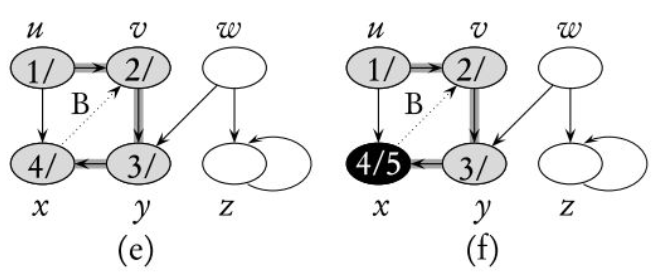 u v w u v w
1/ 2/ 1/ 2/
B B
4/ 3/ 4/5 3/
x y z x y z
(e) (f)